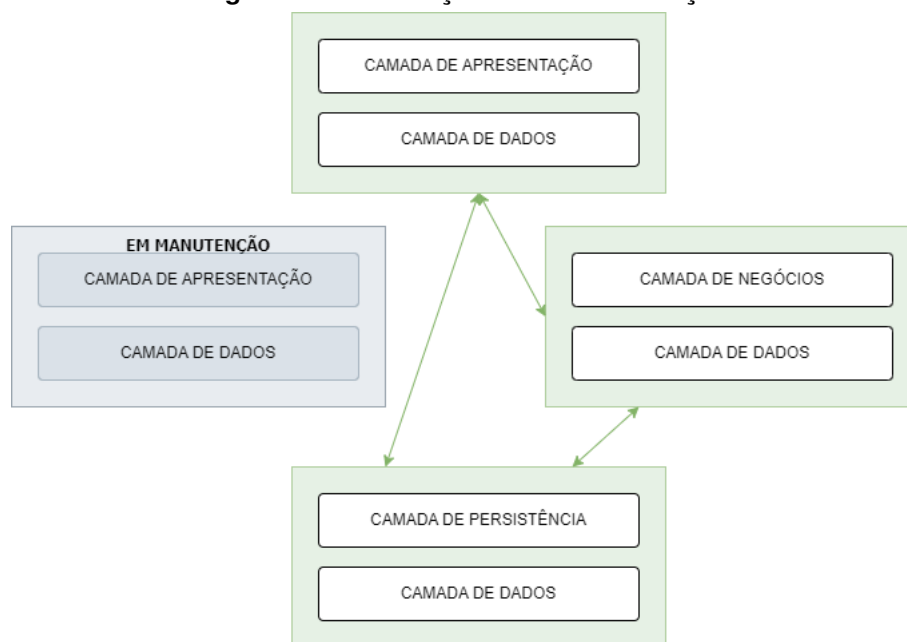 CAMADA DE APRESENTAÇÃO
CAMADA DE DADOS
EM MANUTENÇÃO
CAMADA DE APRESENTAÇÃO
CAMADA DE DADOS
CAMADA DE NEGÓCIOS
CAMADA DE DADOS
CAMADA DE PERSISTÊNCIA
CAMADA DE DADOS